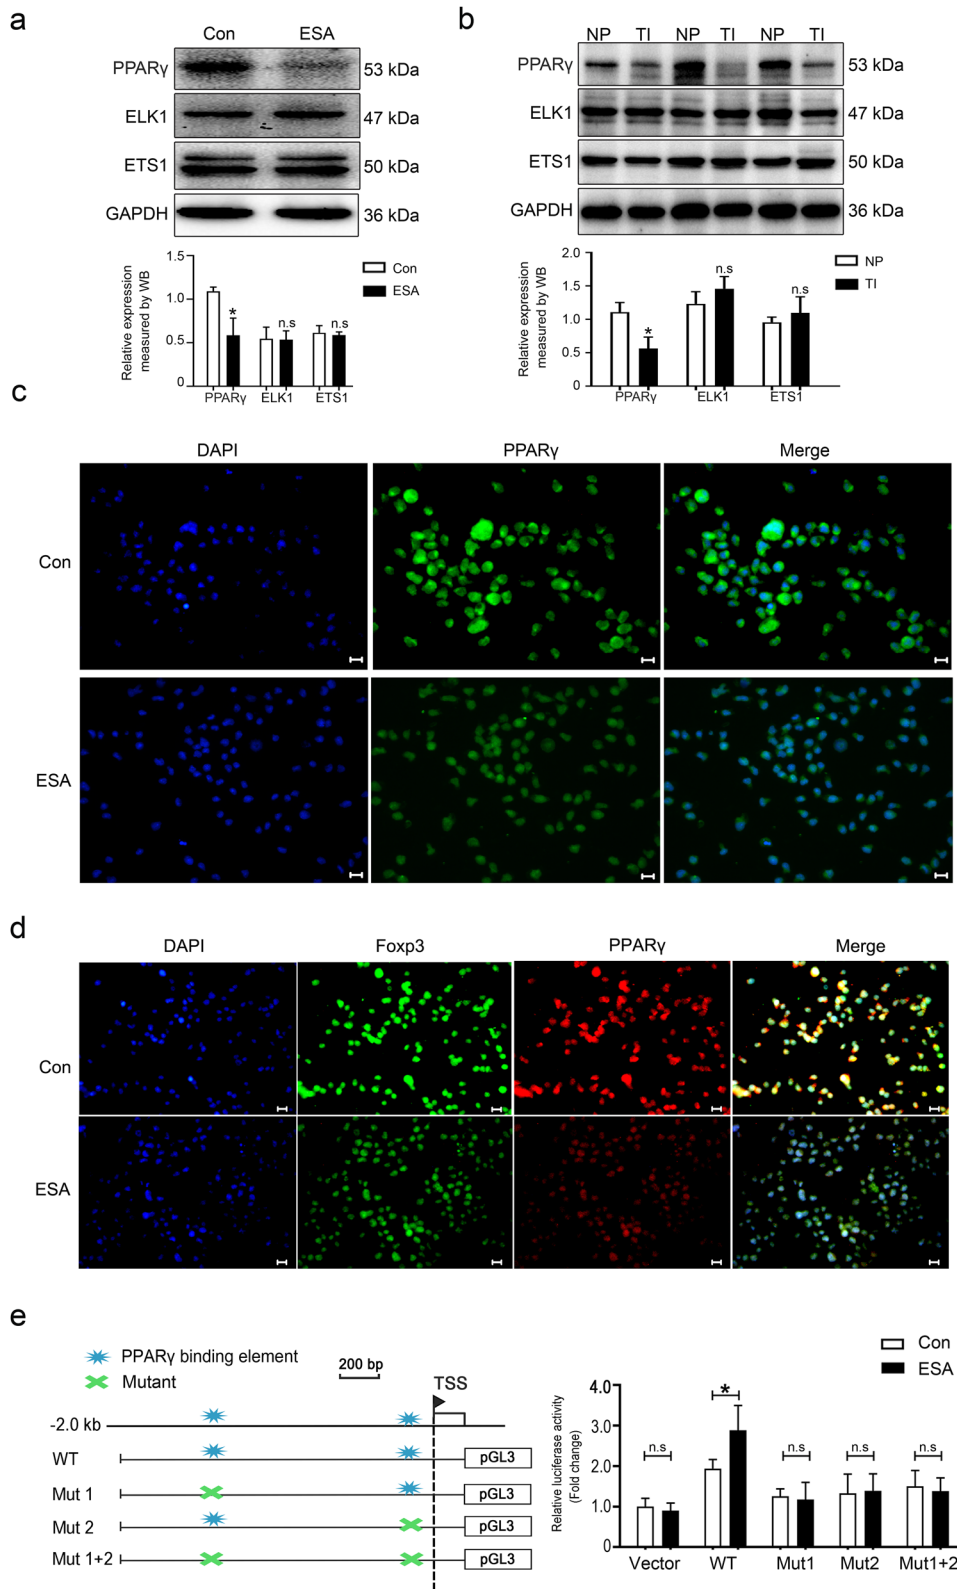 a
Con ESA
PPARγ 53 kDa
ELK1 47 kDa
ETS1 50 kDa
GAPDH 36 kDa
Relative expression
measured by WB
1.5
1.0
0.5
0
* n.s n.s
PPARγ ELK1 ETS1
Con
ESA
b
NP TI NP TI NP TI
PPARγ 53 kDa
ELK1 47 kDa
ETS1 50 kDa
GAPDH 36 kDa
Relative expression
measured by WB
2.0
1.5
1.0
0.5
0
* n.s n.s
PPARγ ELK1 ETS1
NP
TI
c
DAPI PPARγ Merge
Con
ESA
d
DAPI Foxp3 PPARγ Merge
Con
ESA
e
PPARγ binding element
Mutant
200 bp
TSS
-2.0 kb
WT pGL3
Mut 1 pGL3
Mut 2 pGL3
Mut 1+2 pGL3
Con
ESA
Relative luciferase activity
(Fold change)
4.0
3.0
2.0
1.0
0
n.s * n.s n.s n.s
Vector WT Mut1 Mut2 Mut1+2